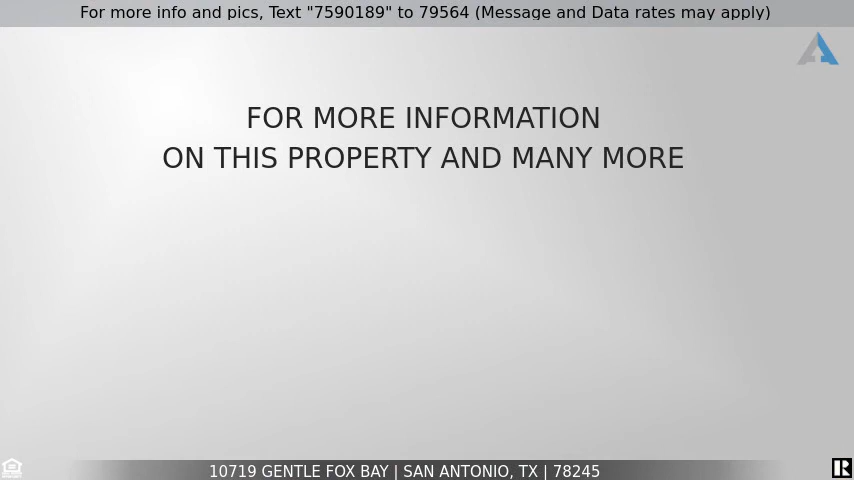 For more info and pics, Text "7590189" to 79564 (Message and Data rates may apply)
FOR MORE INFORMATION
ON THIS PROPERTY AND MANY MORE
10719 GENTLE FOX BAY | SAN ANTONIO, TX | 78245